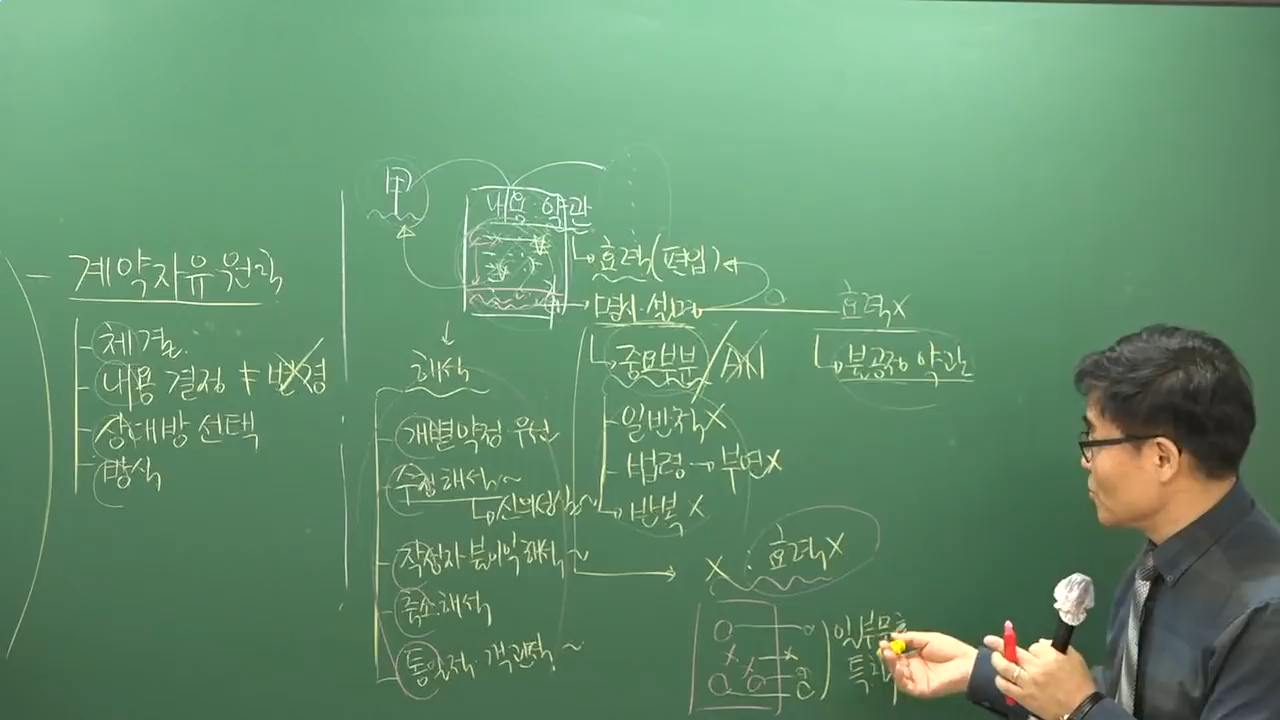 계약자유 원칙
체결
내용 결정 ≠ 변경
상대방 선택
방식
甲
내용 약관
효력(편입)
명시·설명
효력X
불공정 약관
중요부분
일반적X
법령→부연X
반복 X
해석
개별약정 우선
수정해석~
신의성실~
작성자 불이익 해석~
축소해석
통일적 객관적~
X 효력X
일부무효